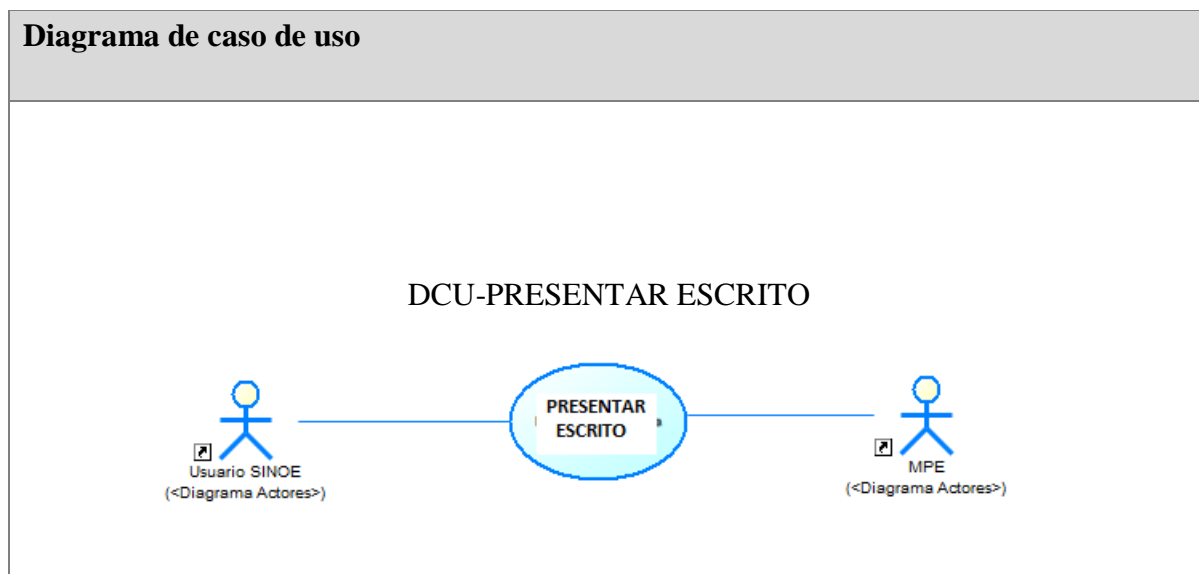 Diagrama de caso de uso
DCU-PRESENTAR ESCRITO
PRESENTAR
ESCRITO
Usuario SINOE
(<Diagrama Actores>)
MPE
(<Diagrama Actores>)